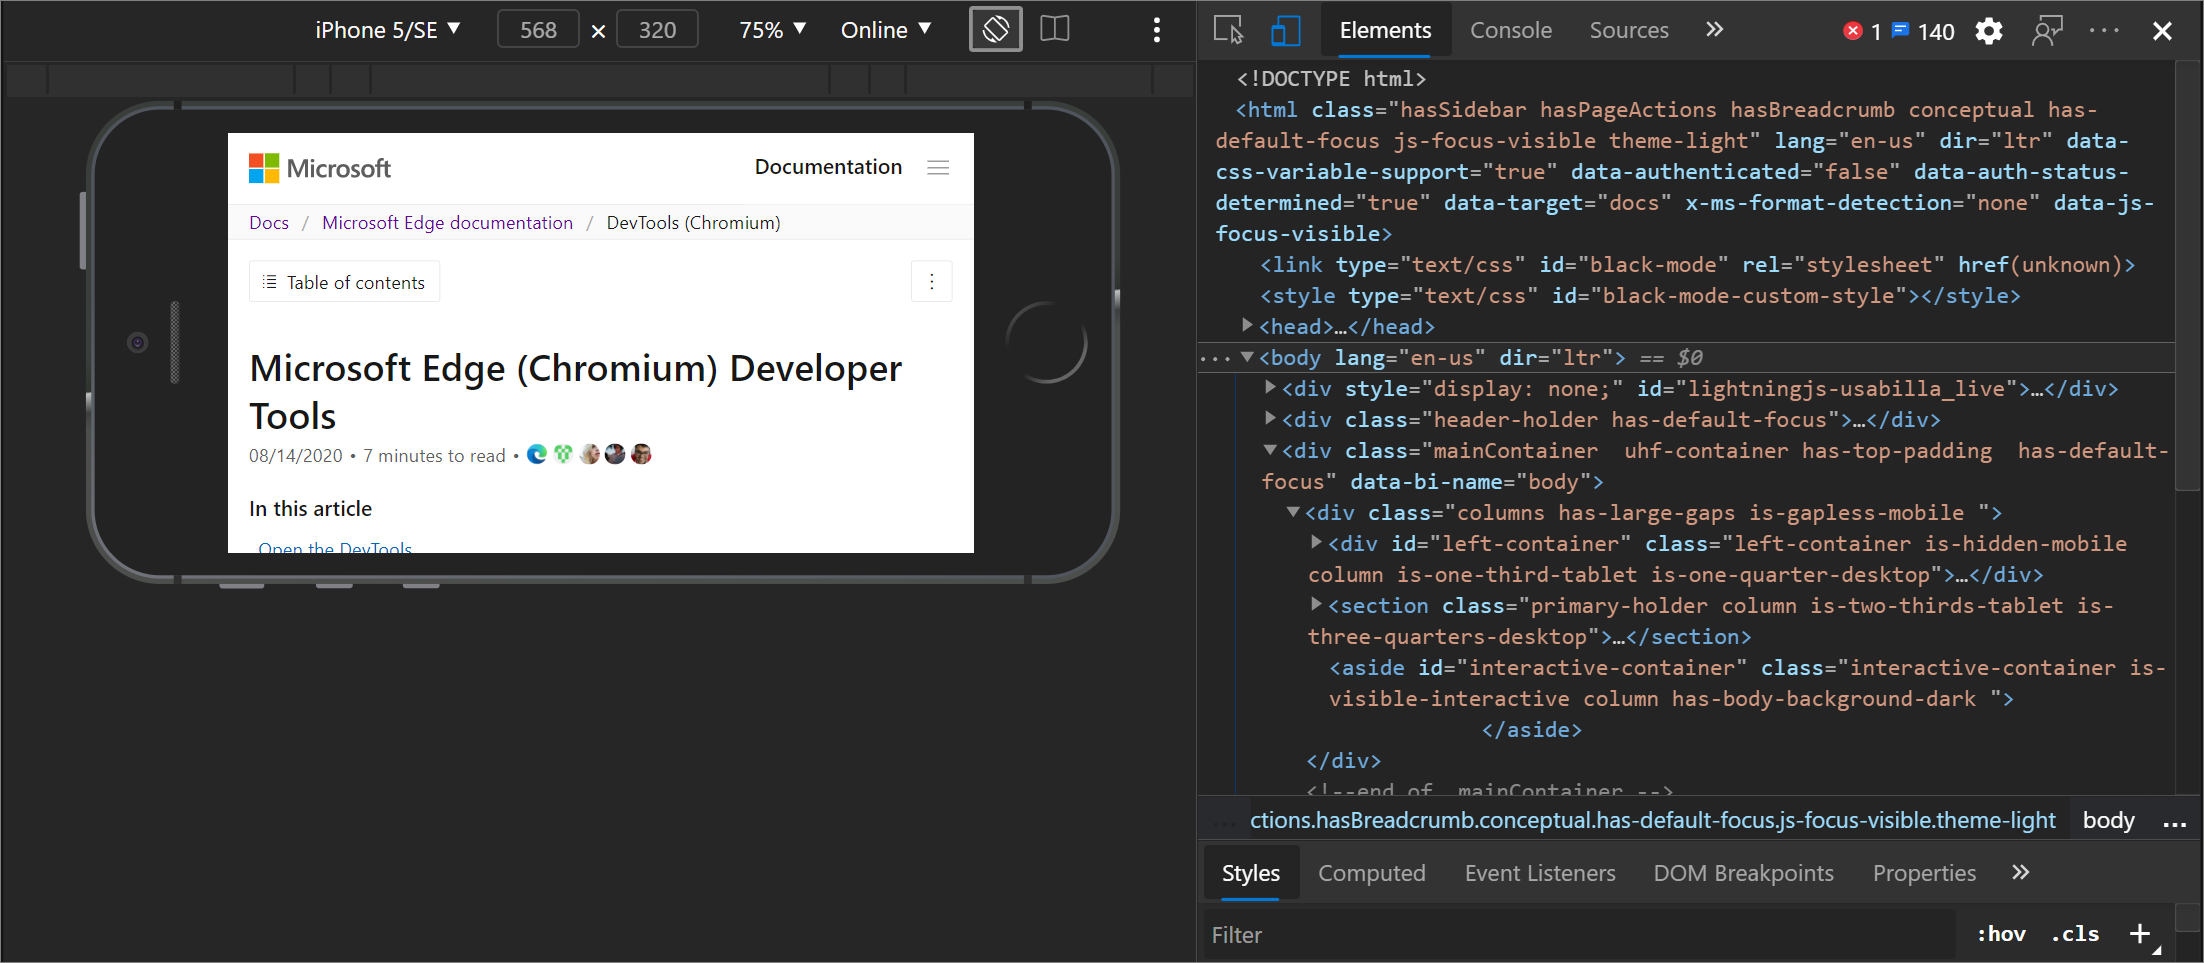 iPhone 5/SE ▼ 568 × 320 75% ▼ Online ▼
Microsoft Documentation
Docs / Microsoft Edge documentation / DevTools (Chromium)
Table of contents
Microsoft Edge (Chromium) Developer
Tools
08/14/2020 • 7 minutes to read •
In this article
Open the DevTools
Elements Console Sources » 1 140
<!DOCTYPE html>
<html class="hasSidebar hasPageActions hasBreadcrumb conceptual has-
default-focus js-focus-visible theme-light" lang="en-us" dir="ltr" data-
css-variable-support="true" data-authenticated="false" data-auth-status-
determined="true" data-target="docs" x-ms-format-detection="none" data-js-
focus-visible>
<link type="text/css" id="black-mode" rel="stylesheet" href(unknown)>
<style type="text/css" id="black-mode-custom-style"></style>
<head>…</head>
<body lang="en-us" dir="ltr"> == $0
<div style="display: none;" id="lightningjs-usabilla_live">…</div>
<div class="header-holder has-default-focus">…</div>
<div class="mainContainer  uhf-container has-top-padding  has-default-
focus" data-bi-name="body">
<div class="columns has-large-gaps is-gapless-mobile ">
<div id="left-container" class="left-container is-hidden-mobile
column is-one-third-tablet is-one-quarter-desktop">…</div>
<section class="primary-holder column is-two-thirds-tablet is-
three-quarters-desktop">…</section>
<aside id="interactive-container" class="interactive-container is-
visible-interactive column has-body-background-dark ">
</aside>
</div>
<!--end of .mainContainer -->
... ctions.hasBreadcrumb.conceptual.has-default-focus.js-focus-visible.theme-light body ...
Styles Computed Event Listeners DOM Breakpoints Properties »
Filter :hov .cls +